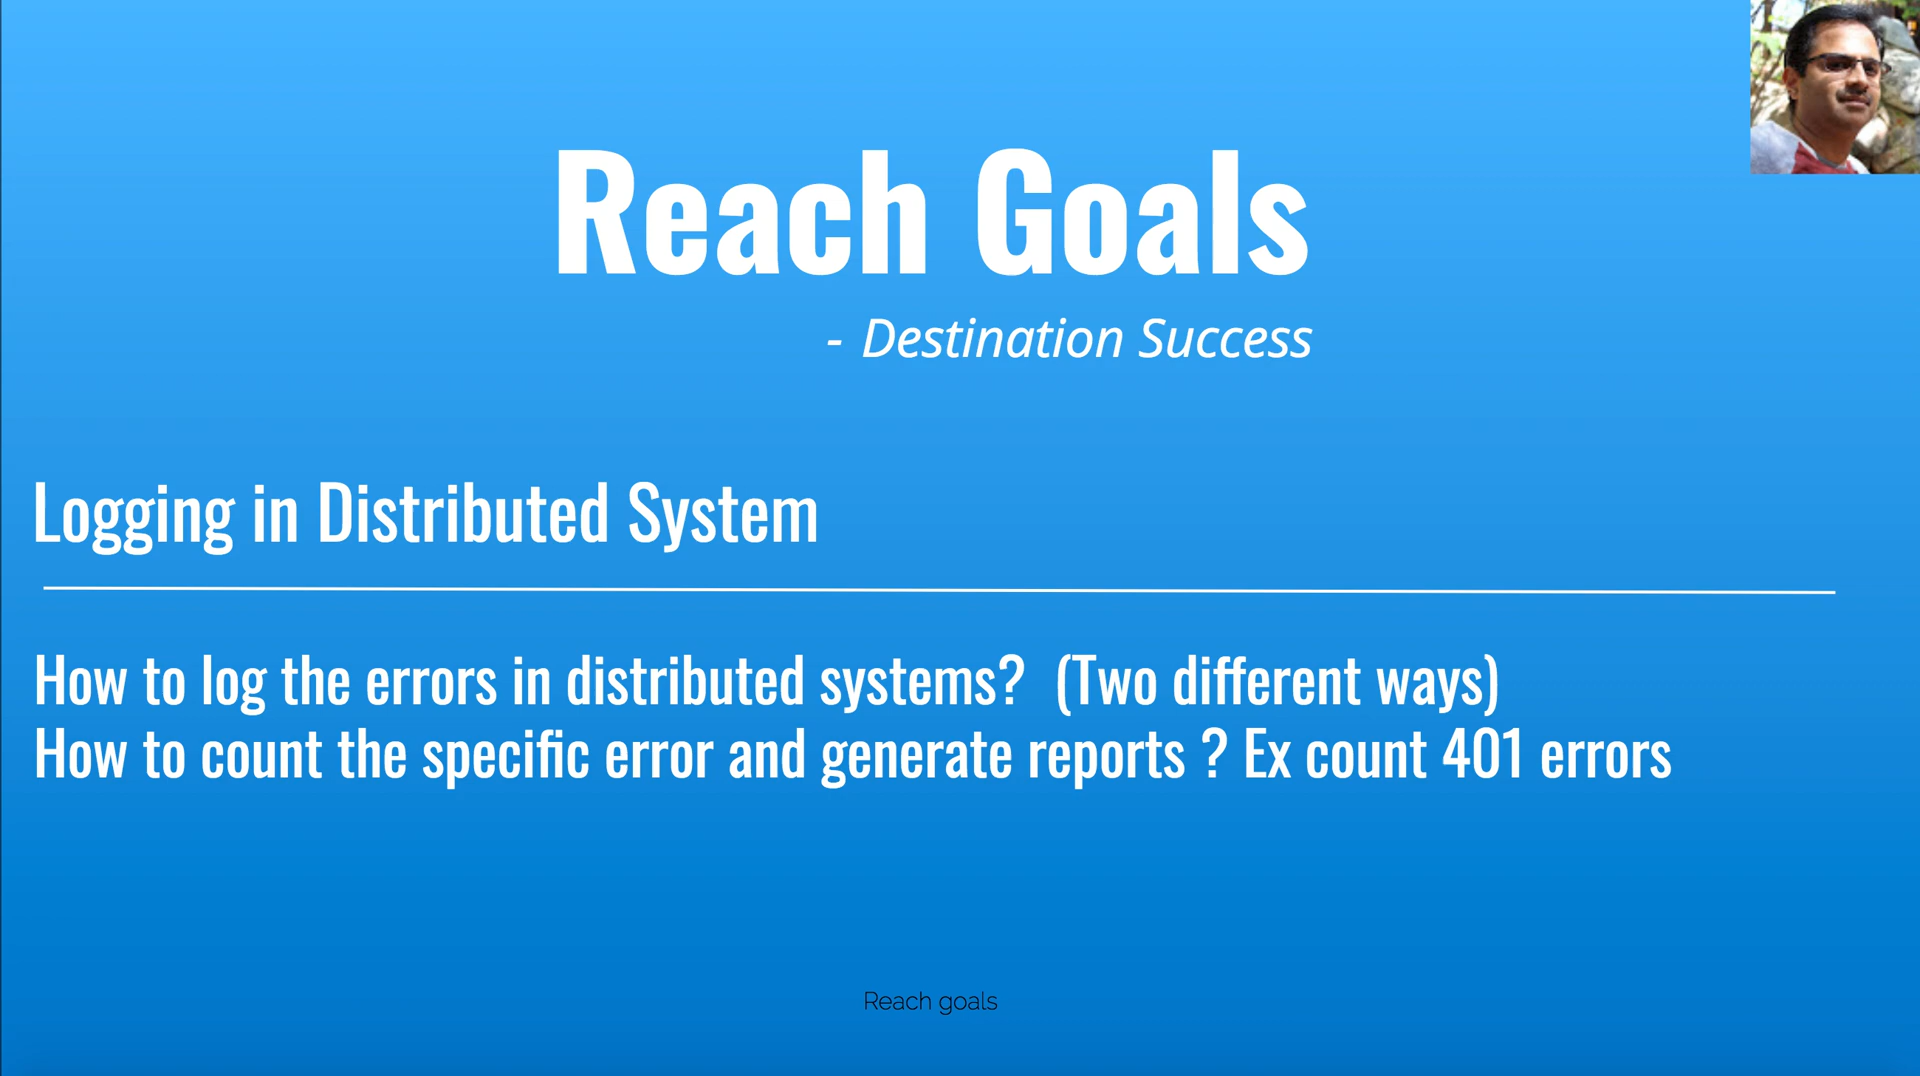 Reach Goals
- Destination Success
Logging in Distributed System
How to log the errors in distributed systems? (Two different ways)
How to count the specific error and generate reports ? Ex count 401 errors
Reach goals